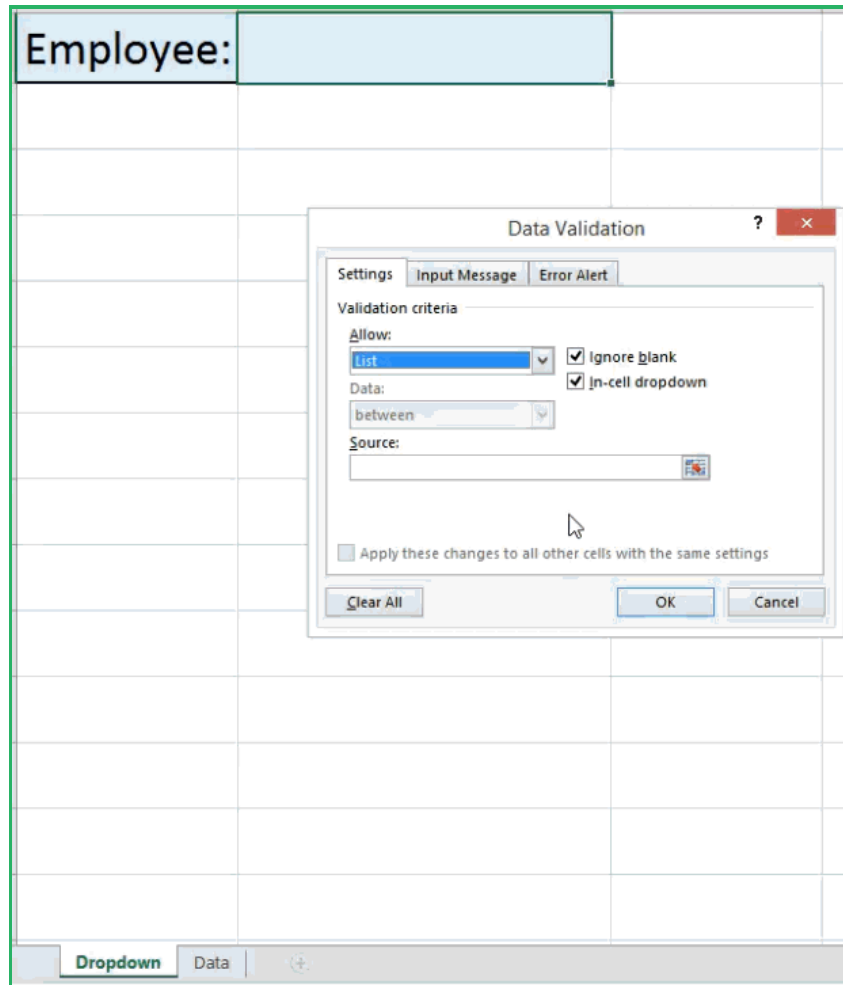 Employee:
Data Validation ? ×
Settings Input Message Error Alert
Validation criteria
Allow:
List Ignore blank
In-cell dropdown
Data:
between
Source:
Apply these changes to all other cells with the same settings
Clear All OK Cancel
Dropdown Data